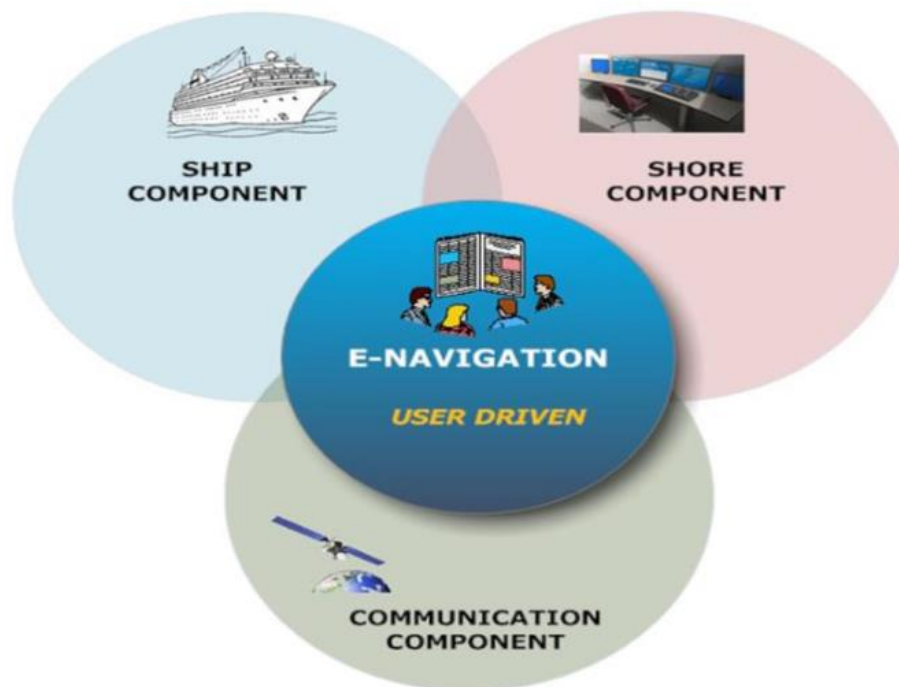 SHIP
COMPONENT
SHORE
COMPONENT
E-NAVIGATION
USER DRIVEN
COMMUNICATION
COMPONENT